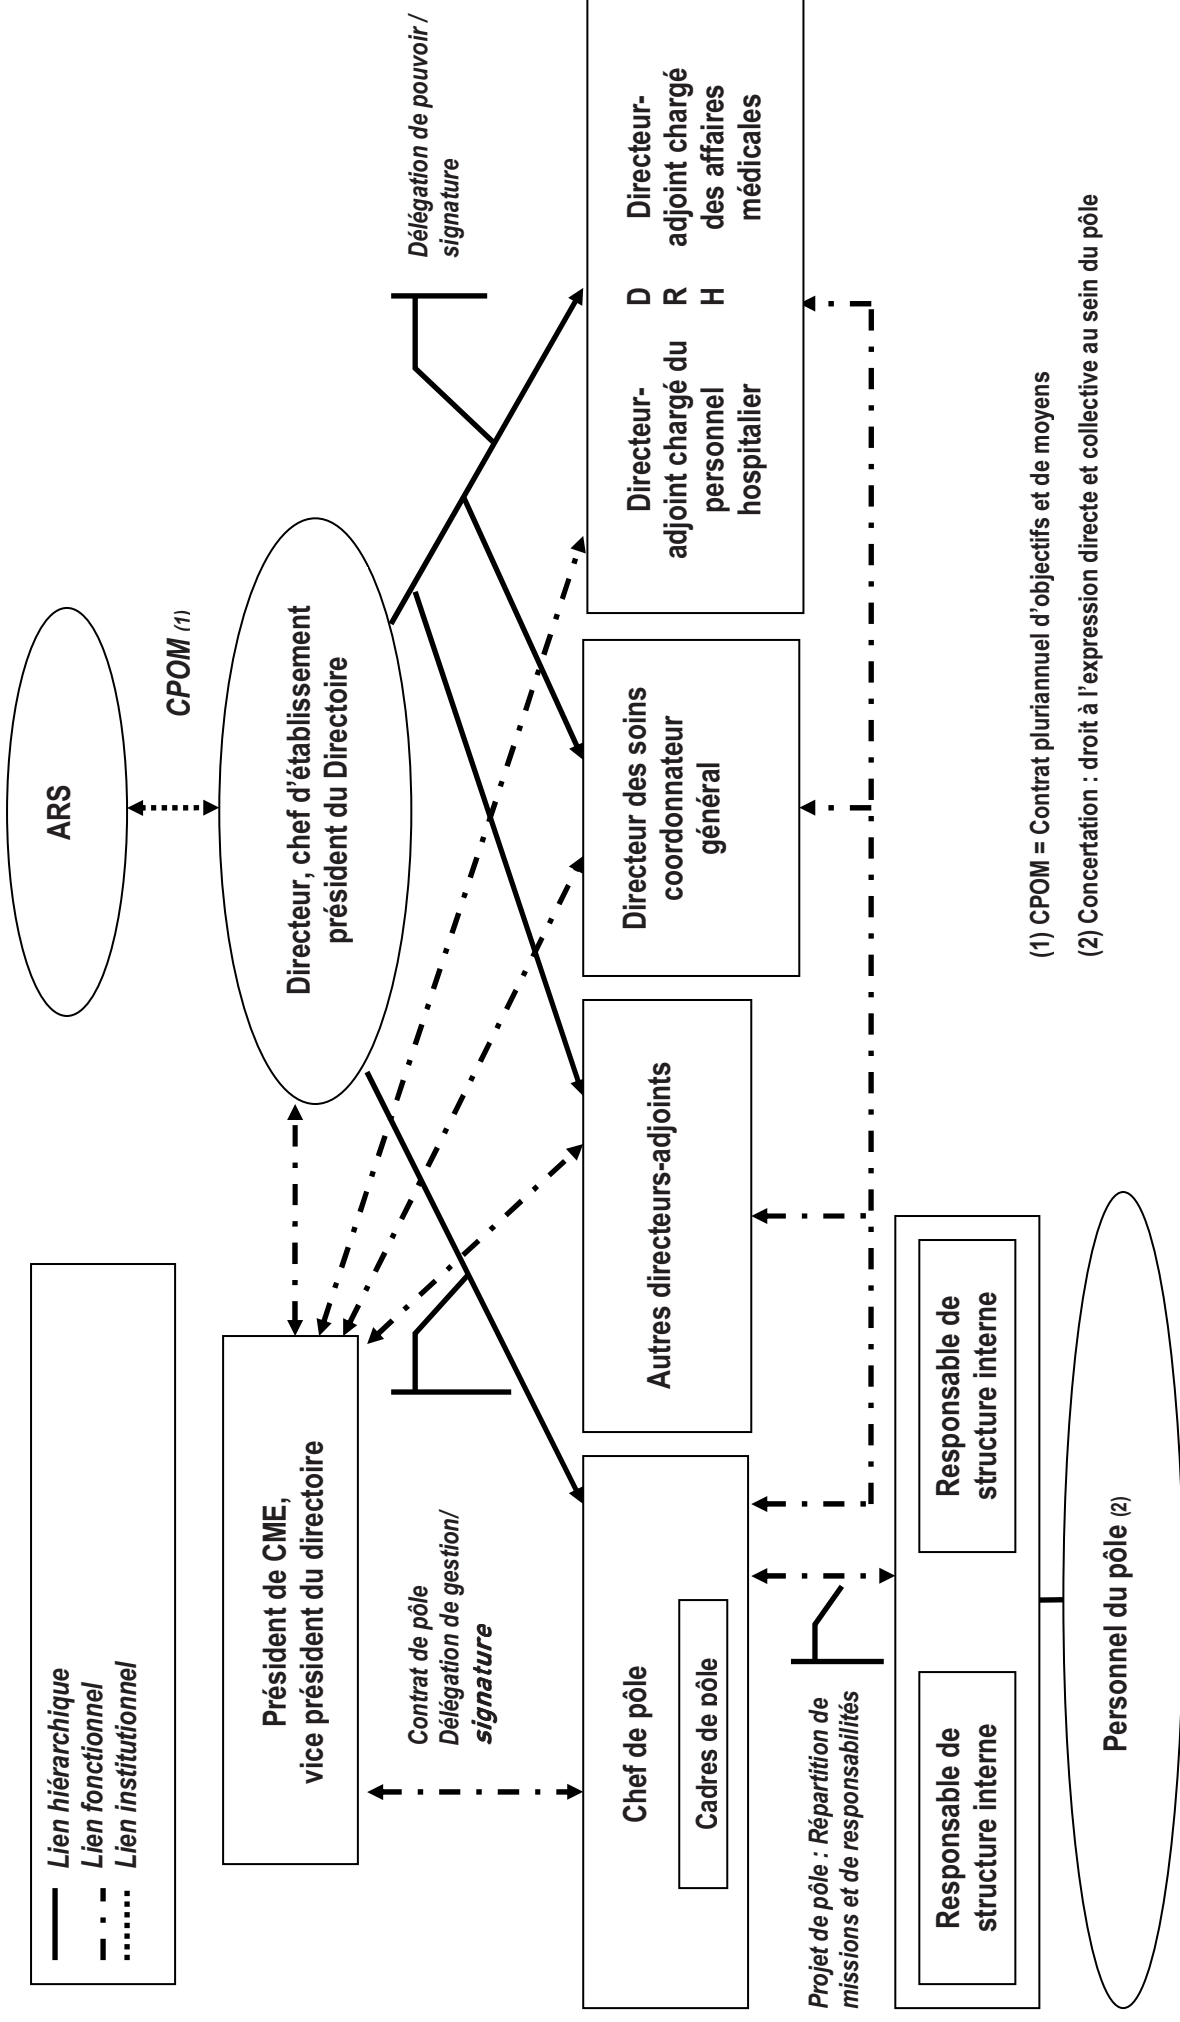 Lien hiérarchique
Lien fonctionnel
Lien institutionnel
ARS
CPOM (1)
Directeur, chef d'établissement
président du Directoire
Président de CME,
vice président du directoire
Contrat de pôle
Délégation de gestion/
signature
Délégation de pouvoir /
signature
Chef de pôle
Cadres de pôle
Autres directeurs-adjoints
Directeur des soins
coordonnateur
général
Directeur-
adjoint chargé du
personnel
hospitalier
D
R
H
Directeur-
adjoint chargé
des affaires
médicales
Projet de pôle : Répartition de
missions et de responsabilités
Responsable de
structure interne
Responsable de
structure interne
Personnel du pôle (2)
(1) CPOM = Contrat pluriannuel d'objectifs et de moyens
(2) Concertation : droit à l'expression directe et collective au sein du pôle